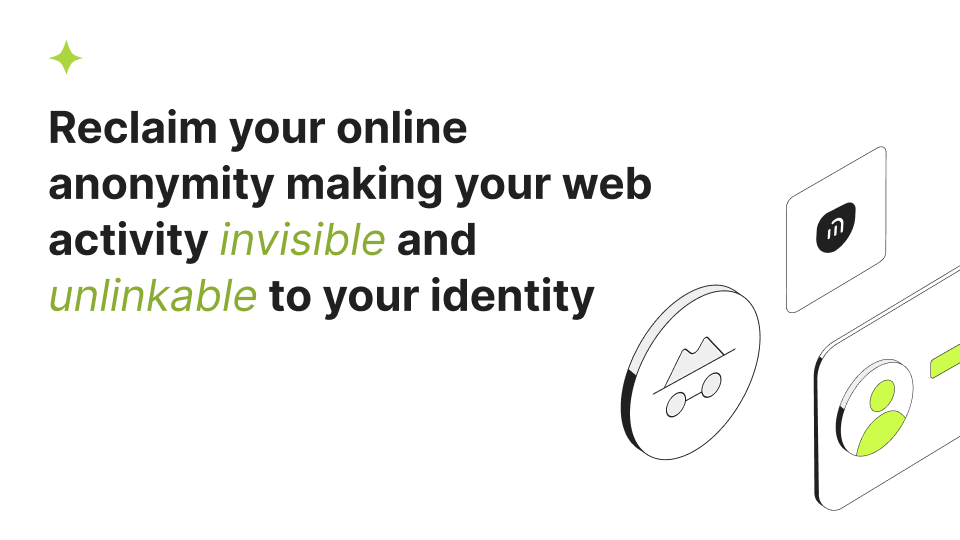 Reclaim your online
anonymity making your web
activity invisible and
unlinkable to your identity